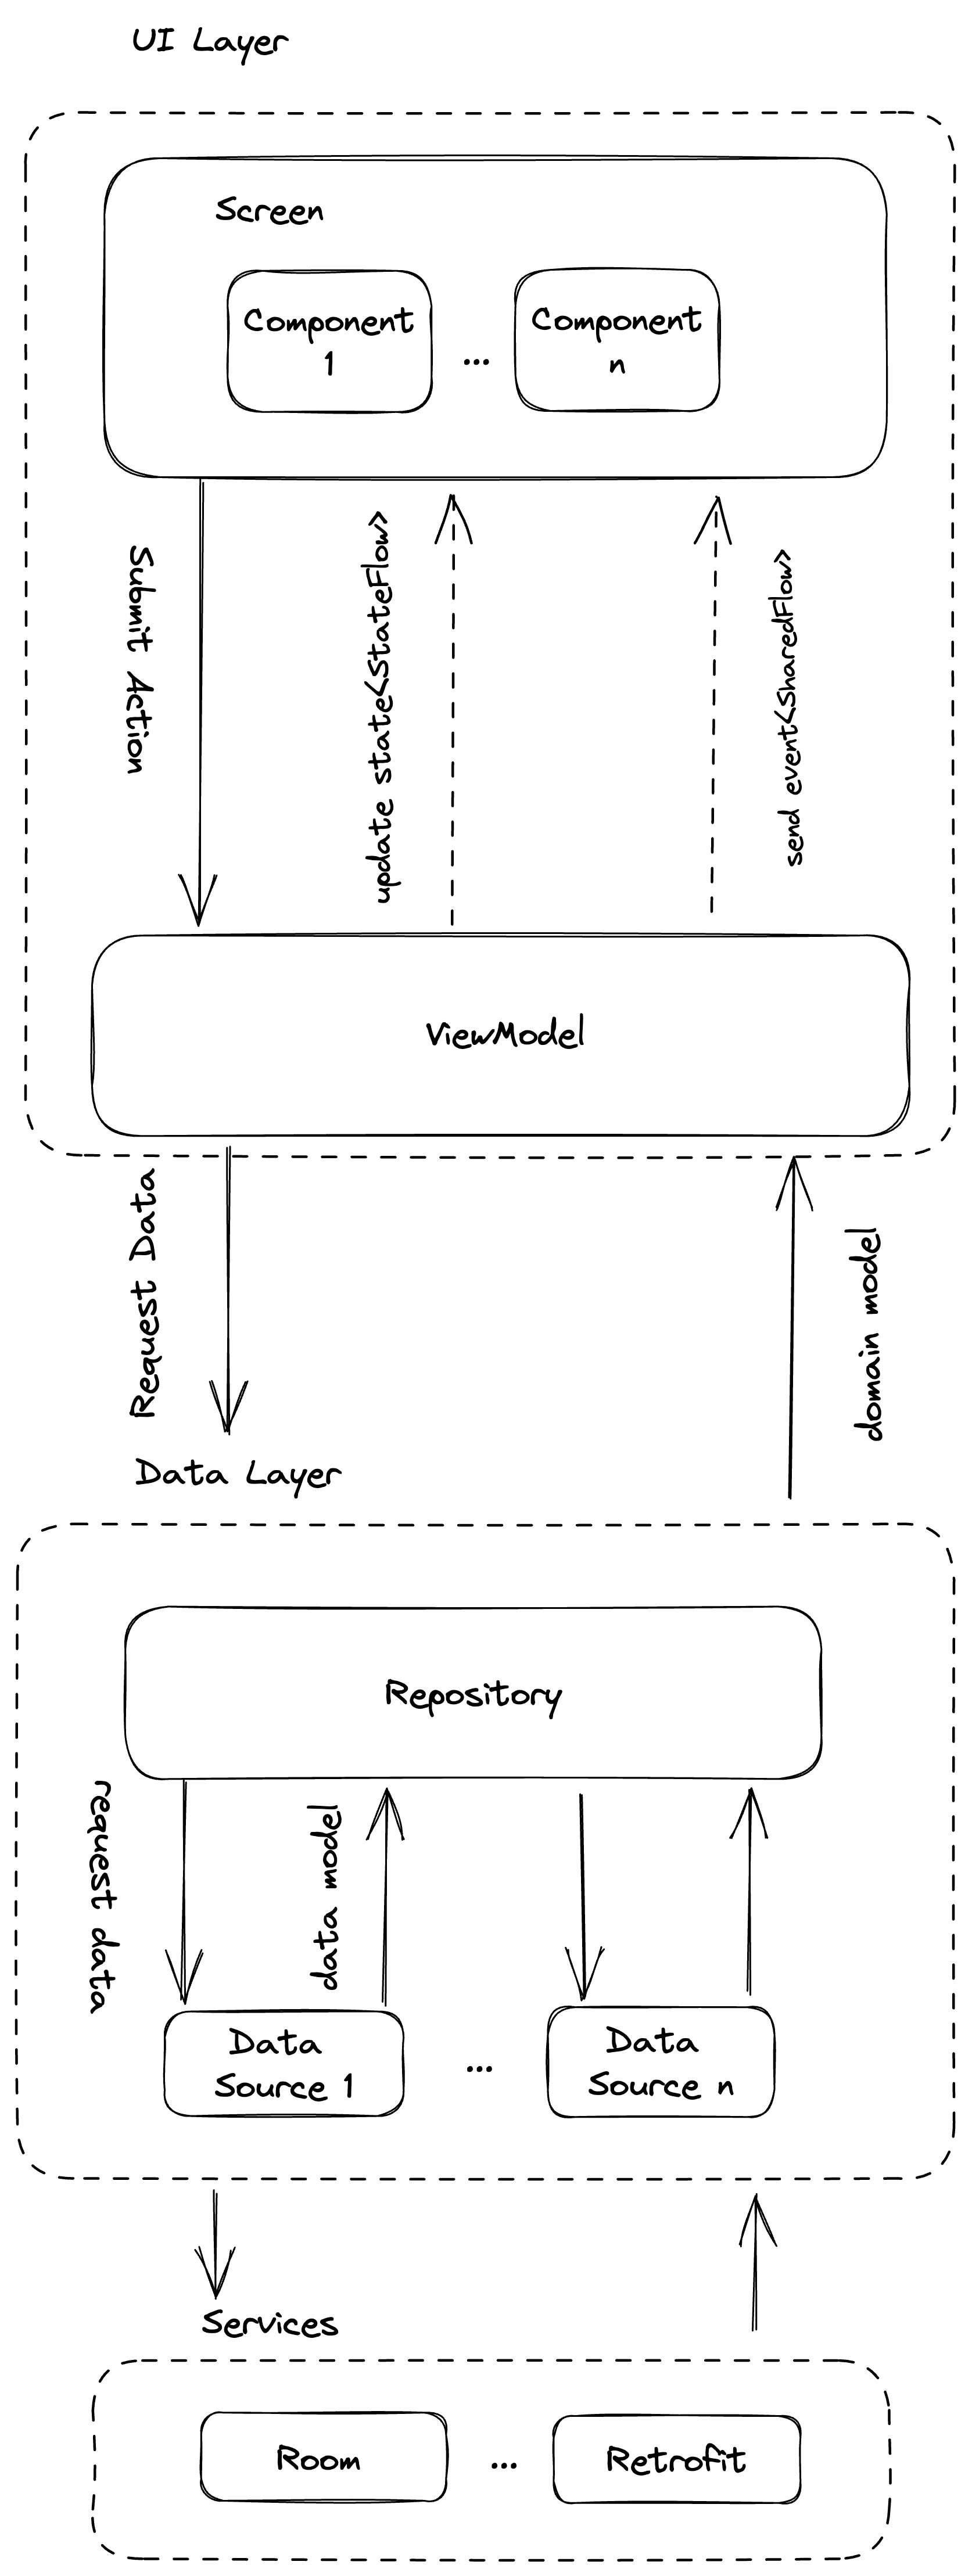 UI Layer
Screen
Component
1
...
Component
n
Submit Action
update state<StateFlow>
send event<SharedFlow>
ViewModel
Request Data
domain model
Data Layer
Repository
request data
data model
Data
Source 1
...
Data
Source n
Services
Room
...
Retrofit